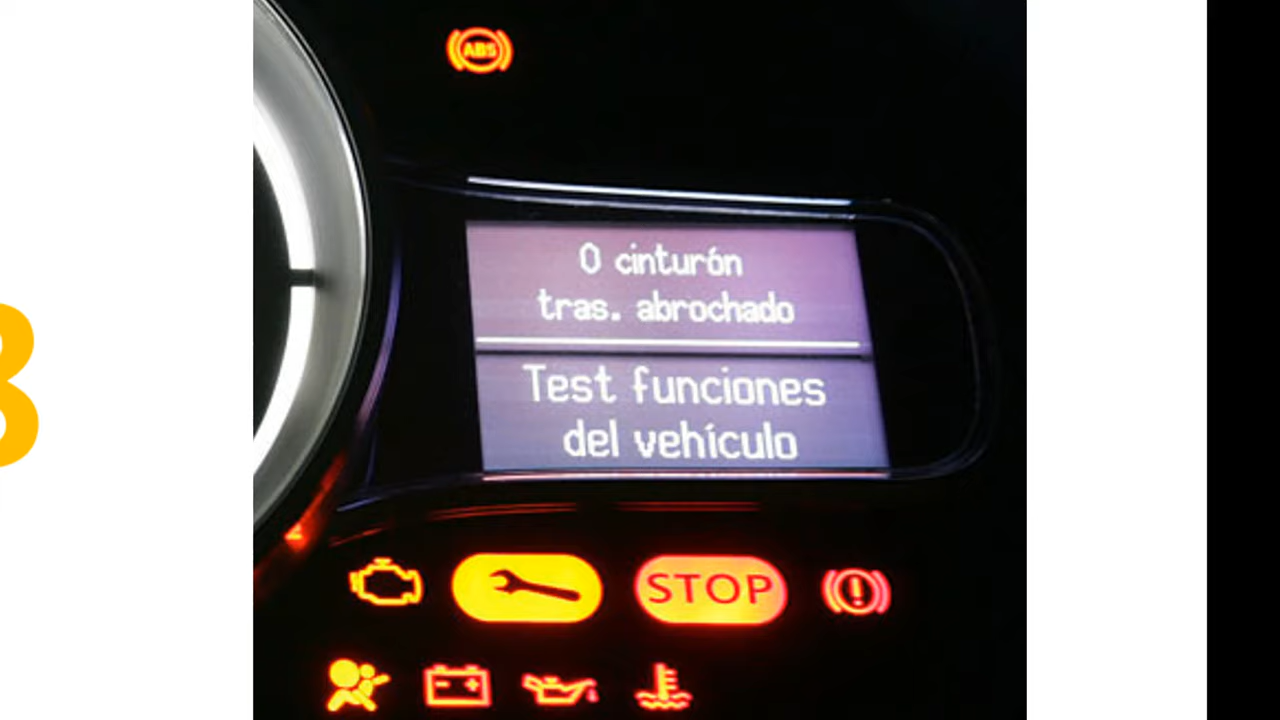 ABS
0 cinturón
tras. abrochado
Test funciones
del vehículo
STOP